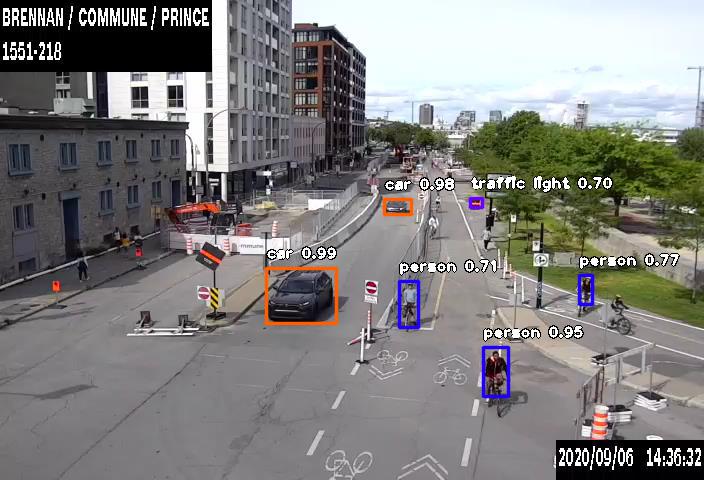 BRENNAN / COMMUNE / PRINCE
1551-218
car 0.98
traffic light 0.70
car 0.99
person 0.71
person 0.77
person 0.95
2020/09/06 14:36:32